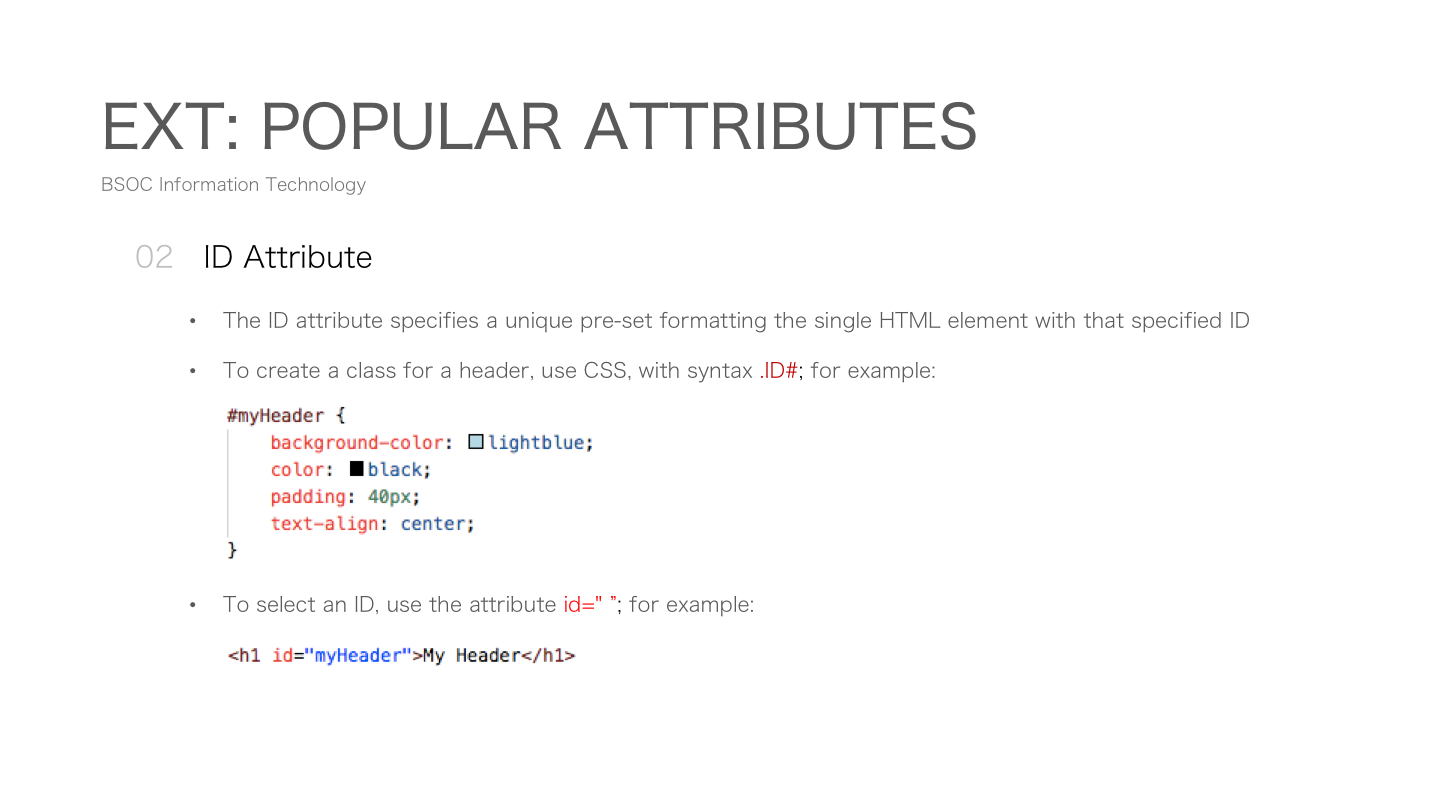 EXT: POPULAR ATTRIBUTES
BSOC Information Technology
02 ID Attribute
• The ID attribute specifies a unique pre-set formatting the single HTML element with that specified ID
• To create a class for a header, use CSS, with syntax .ID#; for example:
#myHeader {
    background-color: lightblue;
    color: black;
    padding: 40px;
    text-align: center;
}
• To select an ID, use the attribute id=" ”; for example:
<h1 id="myHeader">My Header</h1>